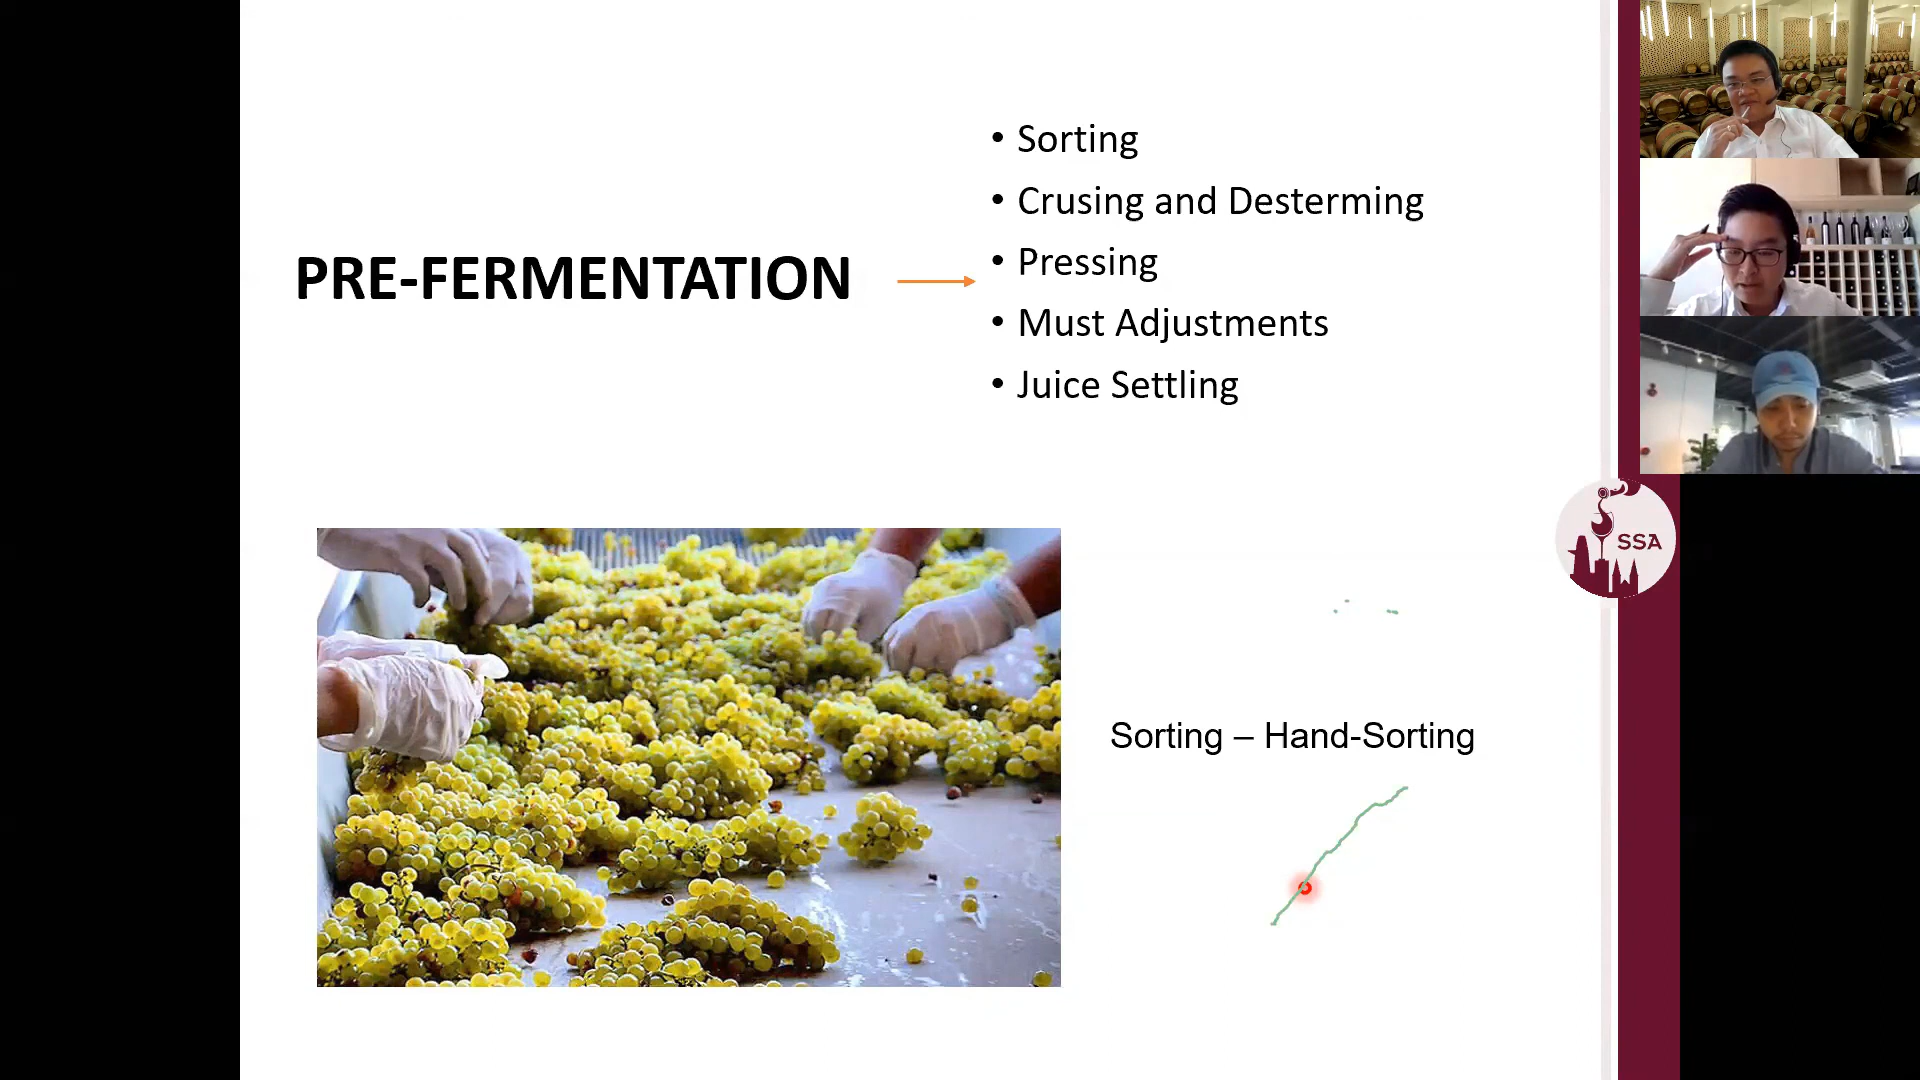 PRE-FERMENTATION
• Sorting
• Crusing and Desterming
• Pressing
• Must Adjustments
• Juice Settling
Sorting – Hand-Sorting
SSA